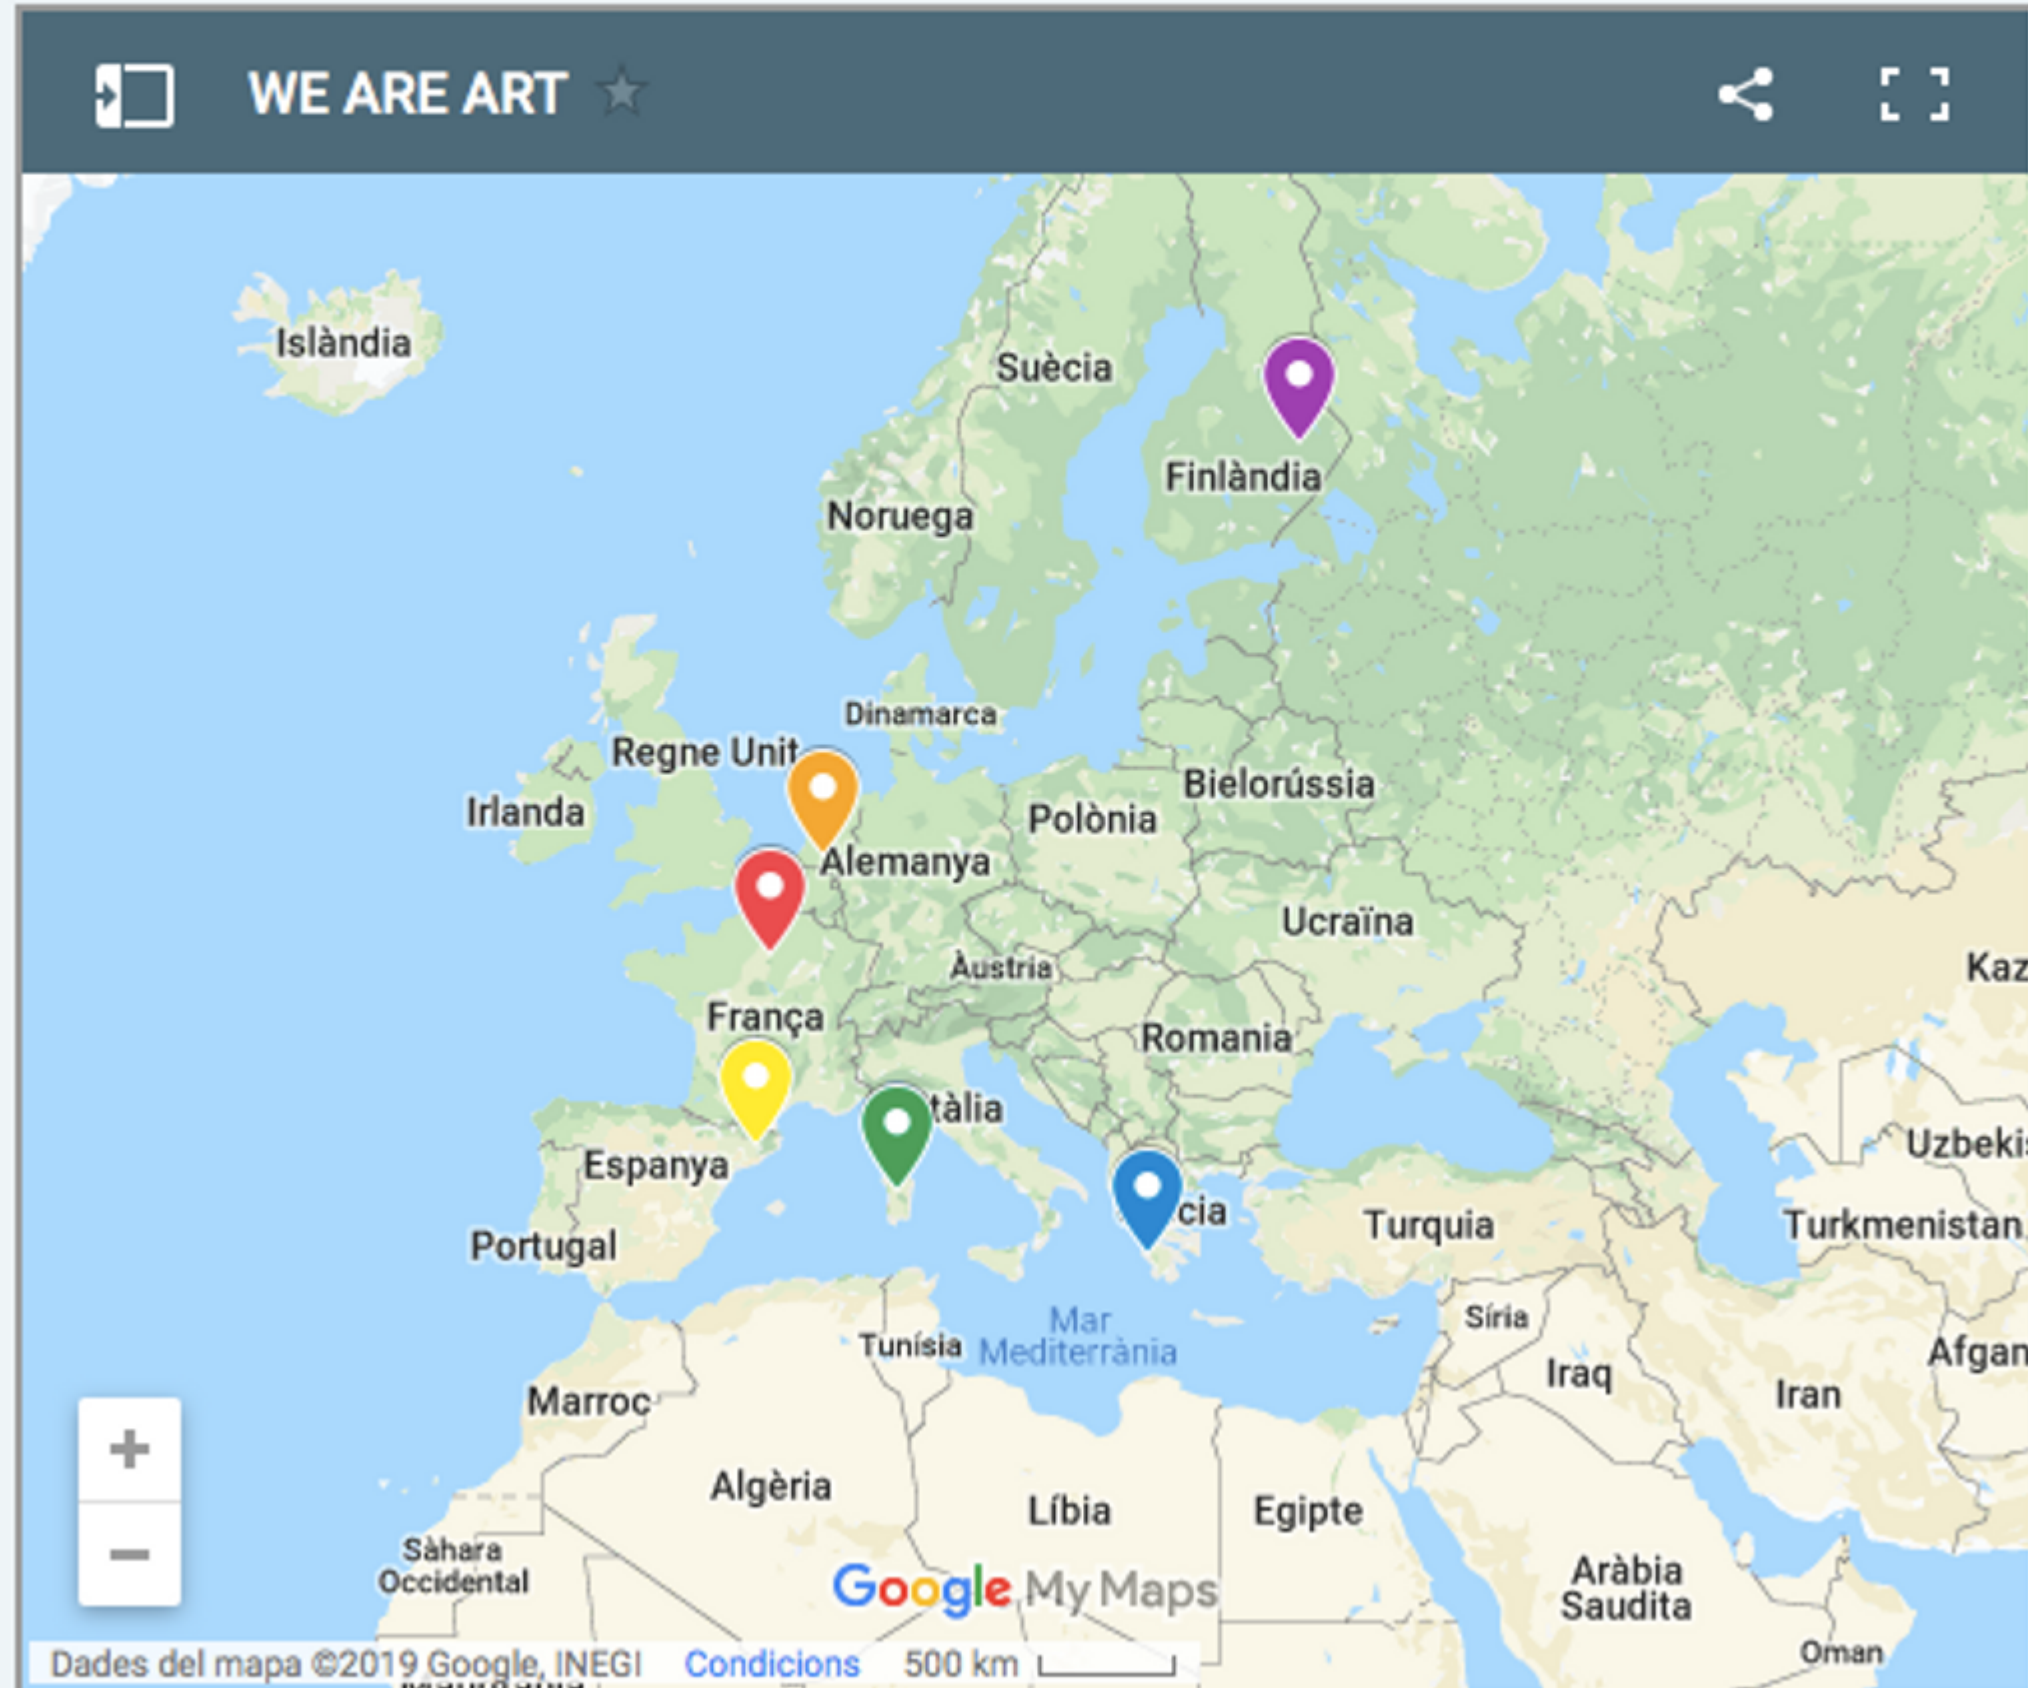 WE ARE ART
Islàndia
Suècia
Finlàndia
Noruega
Dinamarca
Regne Unit
Bielorússia
Irlanda
Polònia
Alemanya
Ucraïna
Àustria
Kaz
França
Romania
tàlia
Uzbekis
Espanya
cia
Turquia
Turkmenistan
Portugal
Síria
Mar
Mediterrània
Tunísia
Afgan
Iraq
Iran
Marroc
Algèria
Líbia
Egipte
Sàhara
Occidental
Aràbia
Saudita
Google My Maps
Oman
Dades del mapa ©2019 Google, INEGI Condicions 500 km